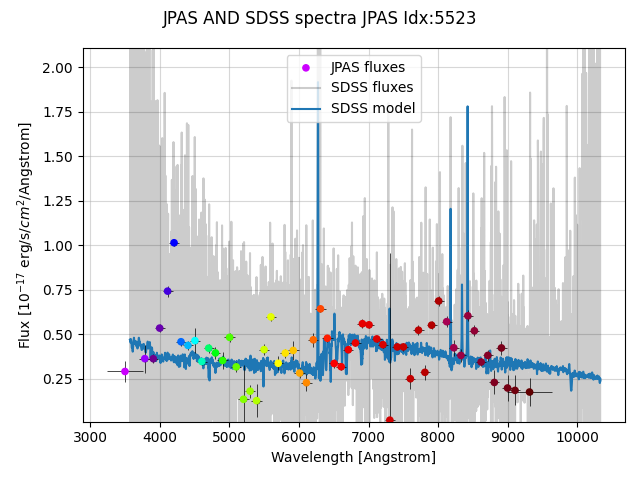 JPAS AND SDSS spectra JPAS Idx:5523
JPAS fluxes
SDSS fluxes
SDSS model
Flux [10⁻¹⁷ erg/s/cm²/Angstrom]
2.00
1.75
1.50
1.25
1.00
0.75
0.50
0.25
3000 4000 5000 6000 7000 8000 9000 10000
Wavelength [Angstrom]